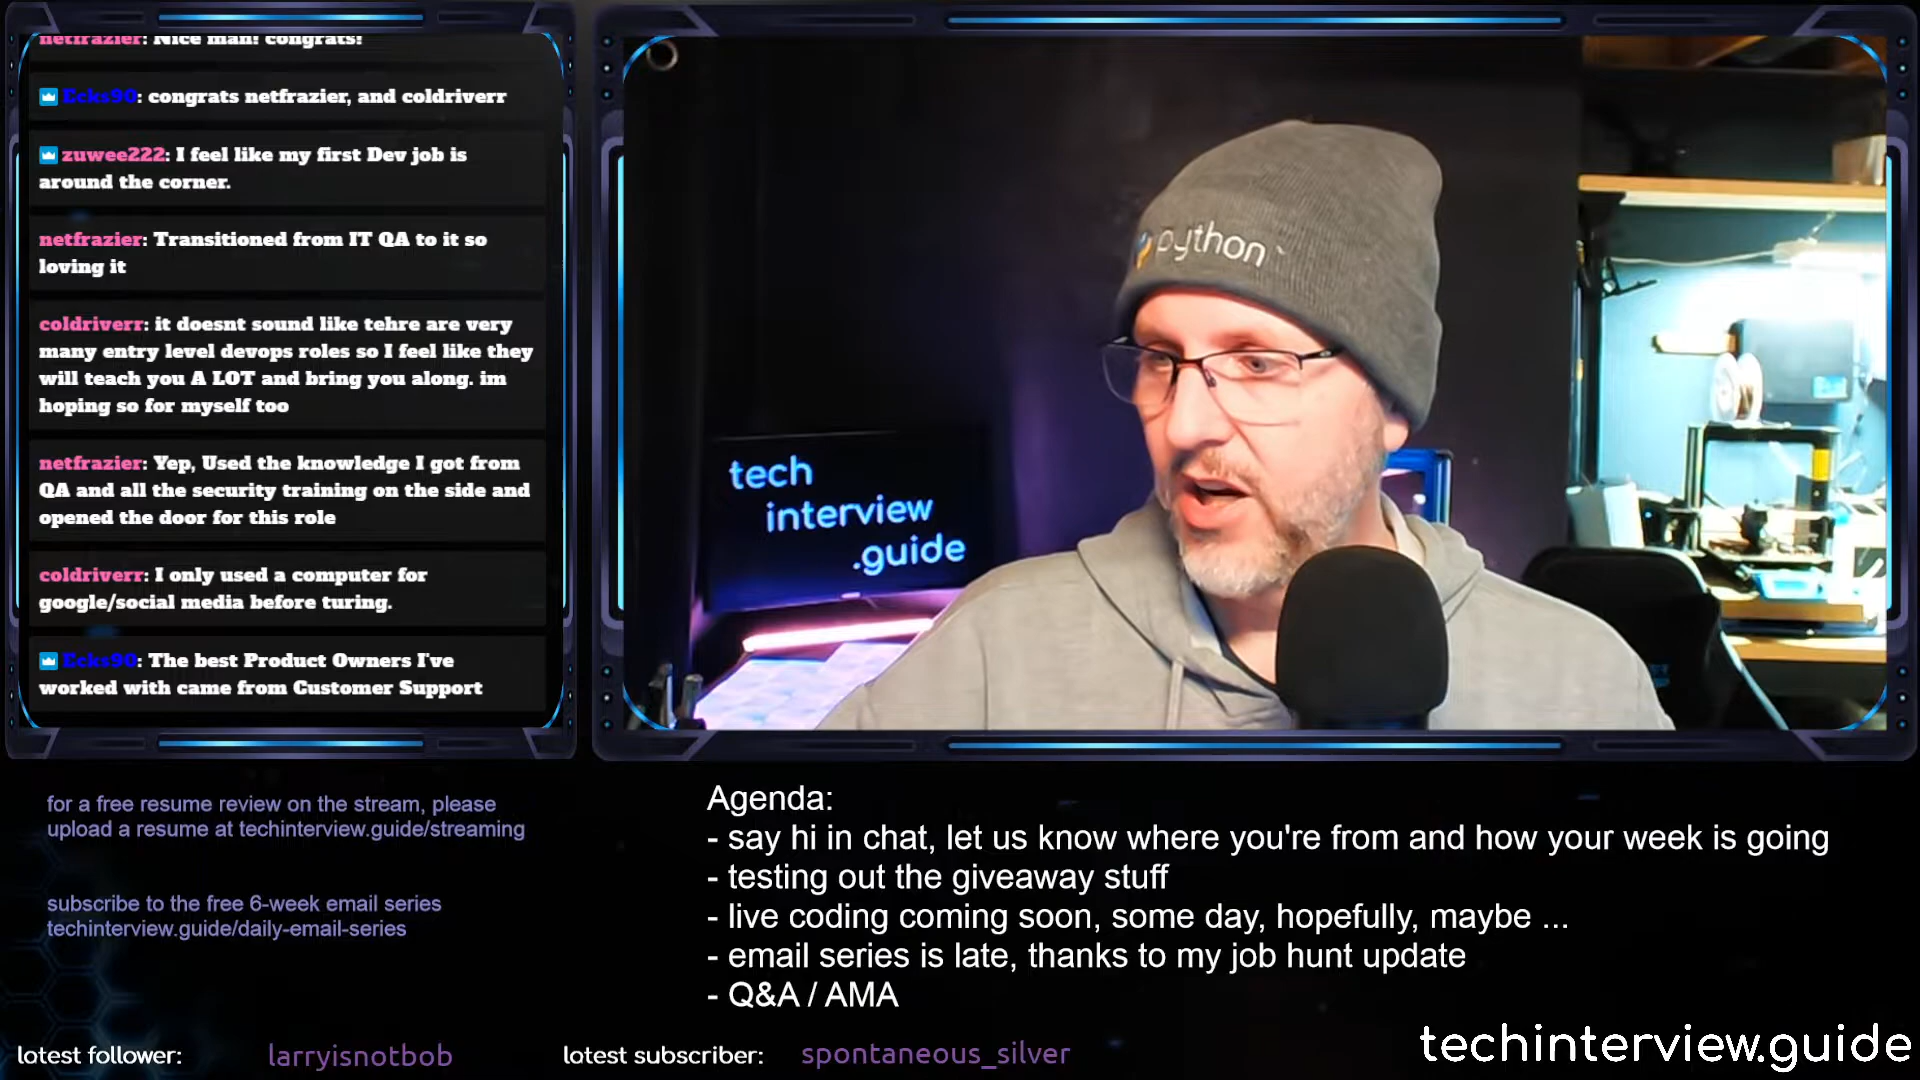 netfrazier: Nice man! congrats!
Ecks90: congrats netfrazier, and coldriverr
zuwee222: I feel like my first Dev job is
around the corner.
netfrazier: Transitioned from IT QA to it so
loving it
coldriverr: it doesnt sound like tehre are very
many entry level devops roles so I feel like they
will teach you A LOT and bring you along. im
hoping so for myself too
netfrazier: Yep, Used the knowledge I got from
QA and all the security training on the side and
opened the door for this role
coldriverr: I only used a computer for
google/social media before turing.
Ecks90: The best Product Owners I've
worked with came from Customer Support
python
tech
interview
.guide
for a free resume review on the stream, please
upload a resume at techinterview.guide/streaming
subscribe to the free 6-week email series
techinterview.guide/daily-email-series
Agenda:
- say hi in chat, let us know where you're from and how your week is going
- testing out the giveaway stuff
- live coding coming soon, some day, hopefully, maybe ...
- email series is late, thanks to my job hunt update
- Q&A / AMA
latest follower: larryisnotbob
latest subscriber: spontaneous_silver
techinterview.guide